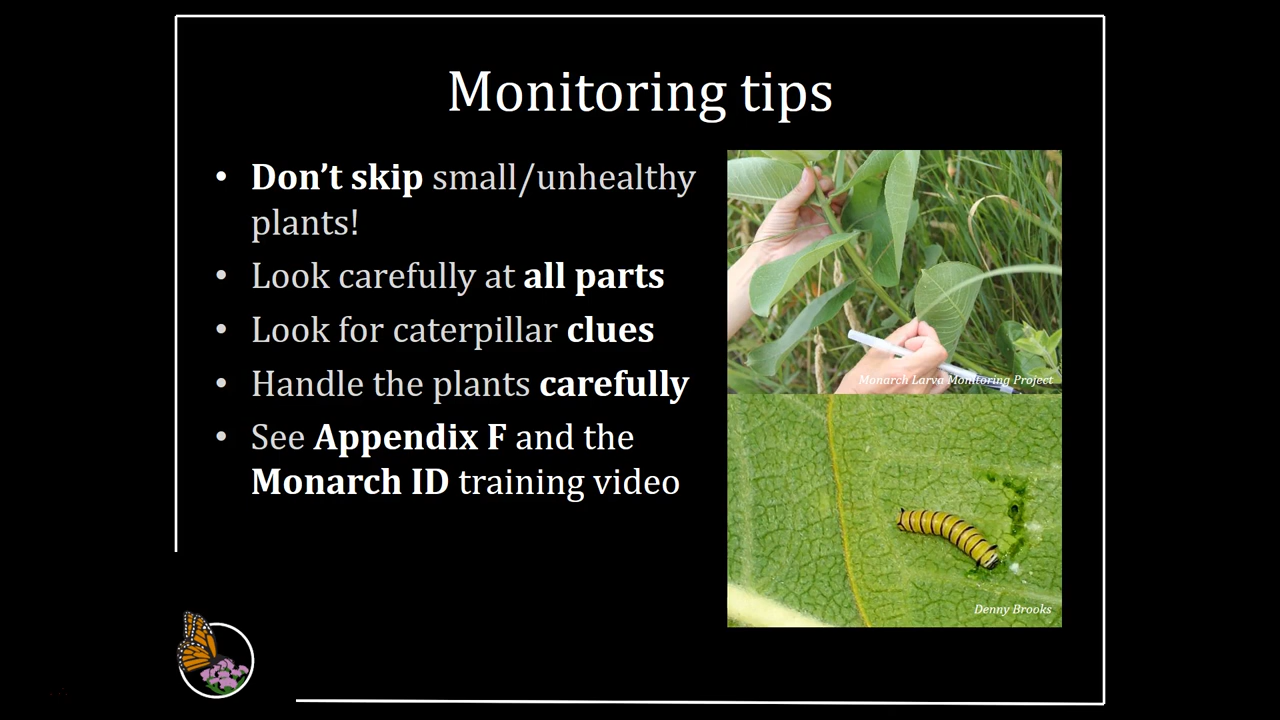 Monitoring tips
• Don’t skip small/unhealthy
plants!
• Look carefully at all parts
• Look for caterpillar clues
• Handle the plants carefully
• See Appendix F and the
Monarch ID training video
Monarch Larva Monitoring Project
Denny Brooks